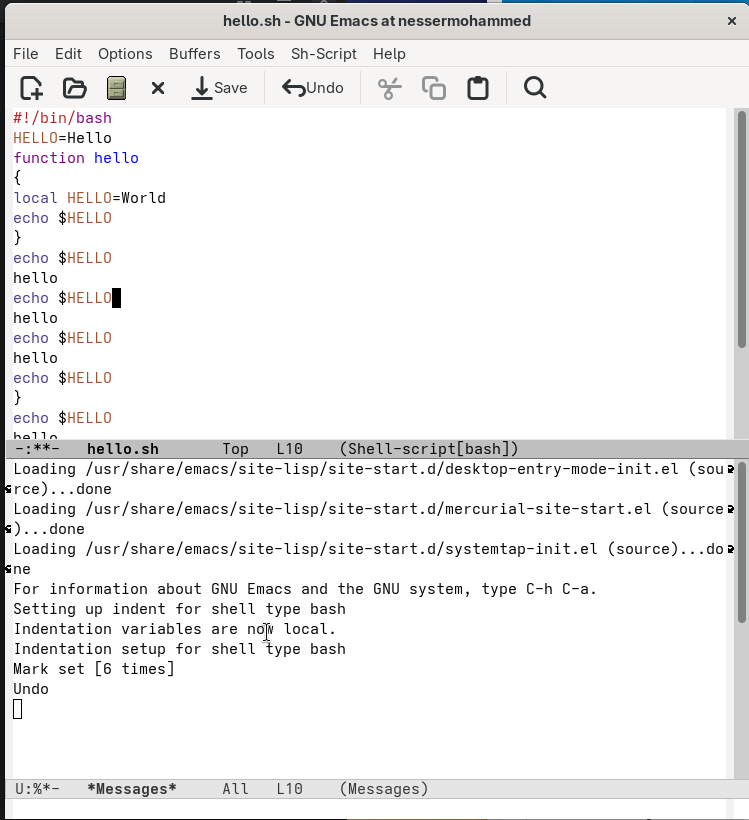 hello.sh - GNU Emacs at nessermohammed
File Edit Options Buffers Tools Sh-Script Help
Save Undo
#!/bin/bash
HELLO=Hello
function hello
{
local HELLO=World
echo $HELLO
}
echo $HELLO
hello
echo $HELLO
hello
echo $HELLO
hello
echo $HELLO
}
echo $HELLO
hello
-:**- hello.sh Top L10 (Shell-script[bash])
Loading /usr/share/emacs/site-lisp/site-start.d/desktop-entry-mode-init.el (sou
rce)...done
Loading /usr/share/emacs/site-lisp/site-start.d/mercurial-site-start.el (source
)...done
Loading /usr/share/emacs/site-lisp/site-start.d/systemtap-init.el (source)...do
ne
For information about GNU Emacs and the GNU system, type C-h C-a.
Setting up indent for shell type bash
Indentation variables are now local.
Indentation setup for shell type bash
Mark set [6 times]
Undo
U:%*- *Messages* All L10 (Messages)